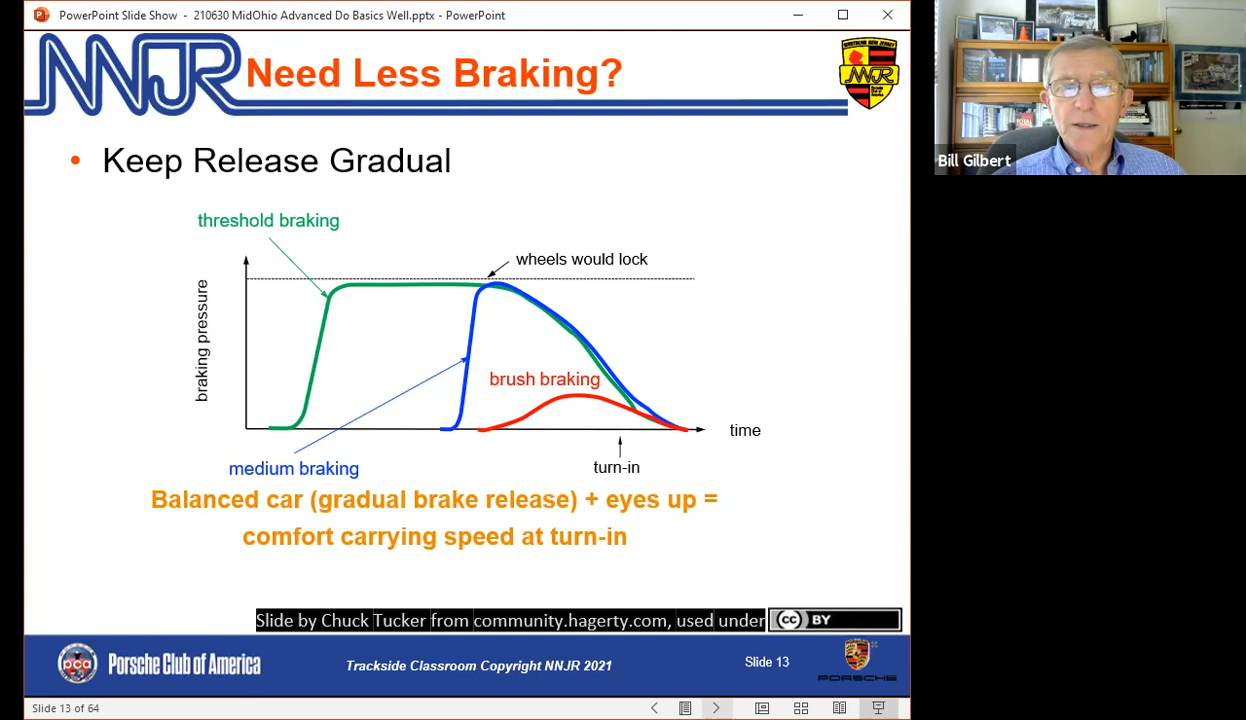 PowerPoint Slide Show - 210630 MidOhio Advanced Do Basics Well.pptx - PowerPoint
NNJR Need Less Braking?
NNJR
• Keep Release Gradual
threshold braking
wheels would lock
braking pressure
brush braking
time
medium braking
turn-in
Balanced car (gradual brake release) + eyes up =
comfort carrying speed at turn-in
Slide by Chuck Tucker from community.hagerty.com, used under
cc BY
pca Porsche Club of America
Trackside Classroom Copyright NNJR 2021
Slide 13
PORSCHE
Slide 13 of 64
Bill Gilbert